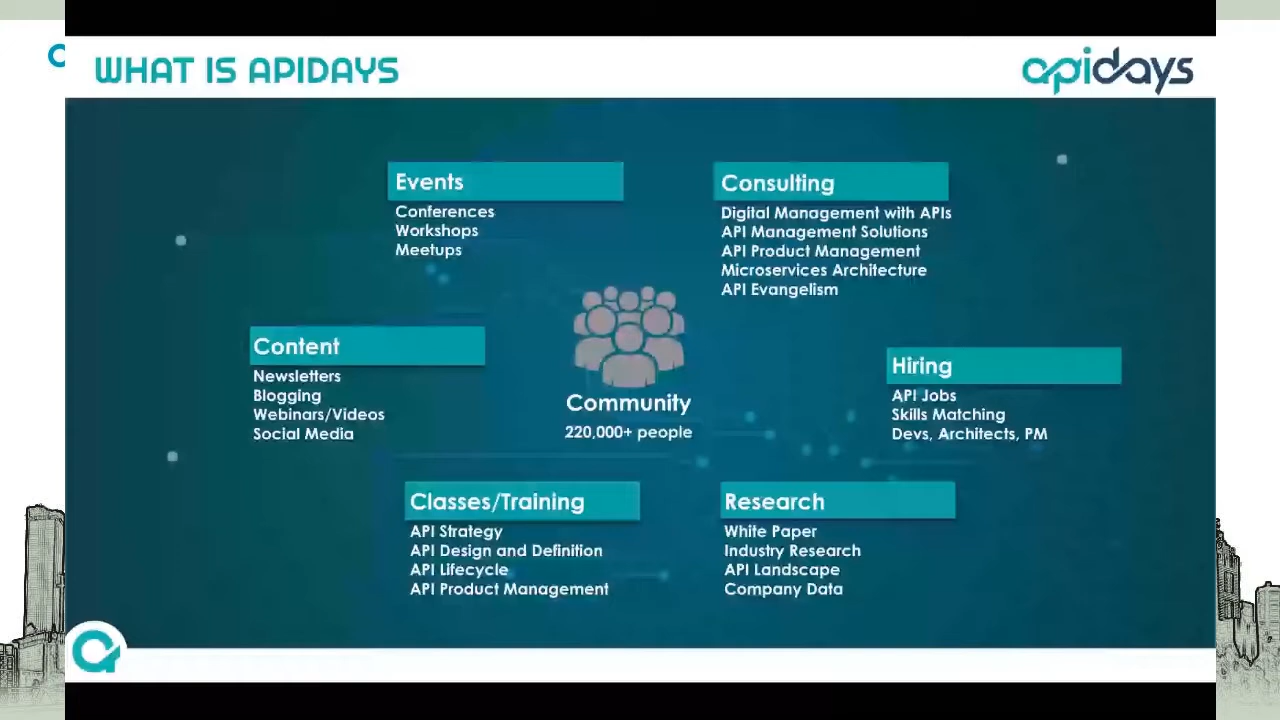 WHAT IS APIDAYS
apidays
Events
Conferences
Workshops
Meetups
Consulting
Digital Management with APIs
API Management Solutions
API Product Management
Microservices Architecture
API Evangelism
Content
Newsletters
Blogging
Webinars/Videos
Social Media
Community
220,000+ people
Hiring
API Jobs
Skills Matching
Devs, Architects, PM
Classes/Training
API Strategy
API Design and Definition
API Lifecycle
API Product Management
Research
White Paper
Industry Research
API Landscape
Company Data